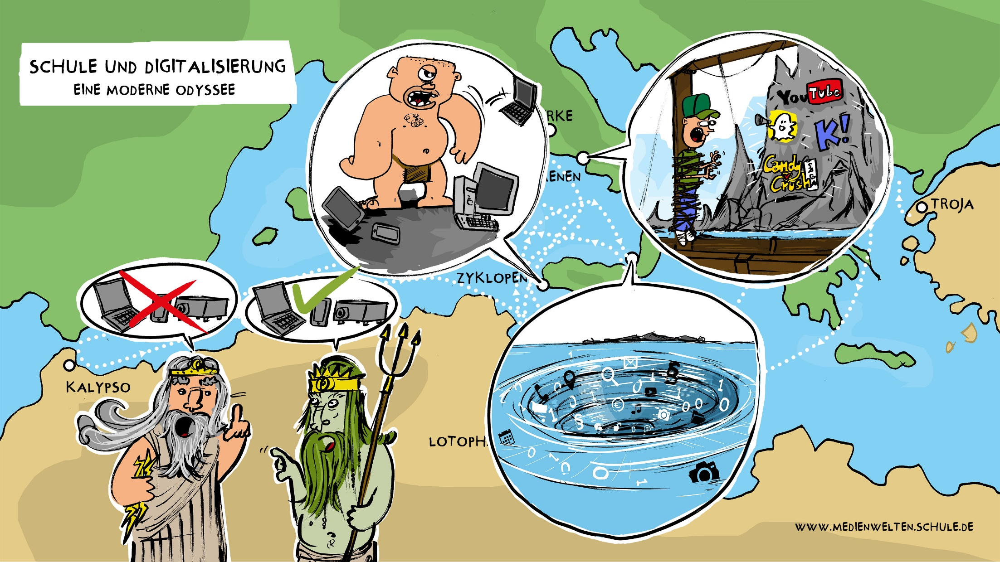 SCHULE UND DIGITALISIERUNG
EINE MODERNE ODYSSEE
YouTube
K!
Candy
Crush
SAGA
RKE
ENEN
TROJA
ZYKLOPEN
KALYPSO
LOTOPH
WWW.MEDIENWELTEN.SCHULE.DE